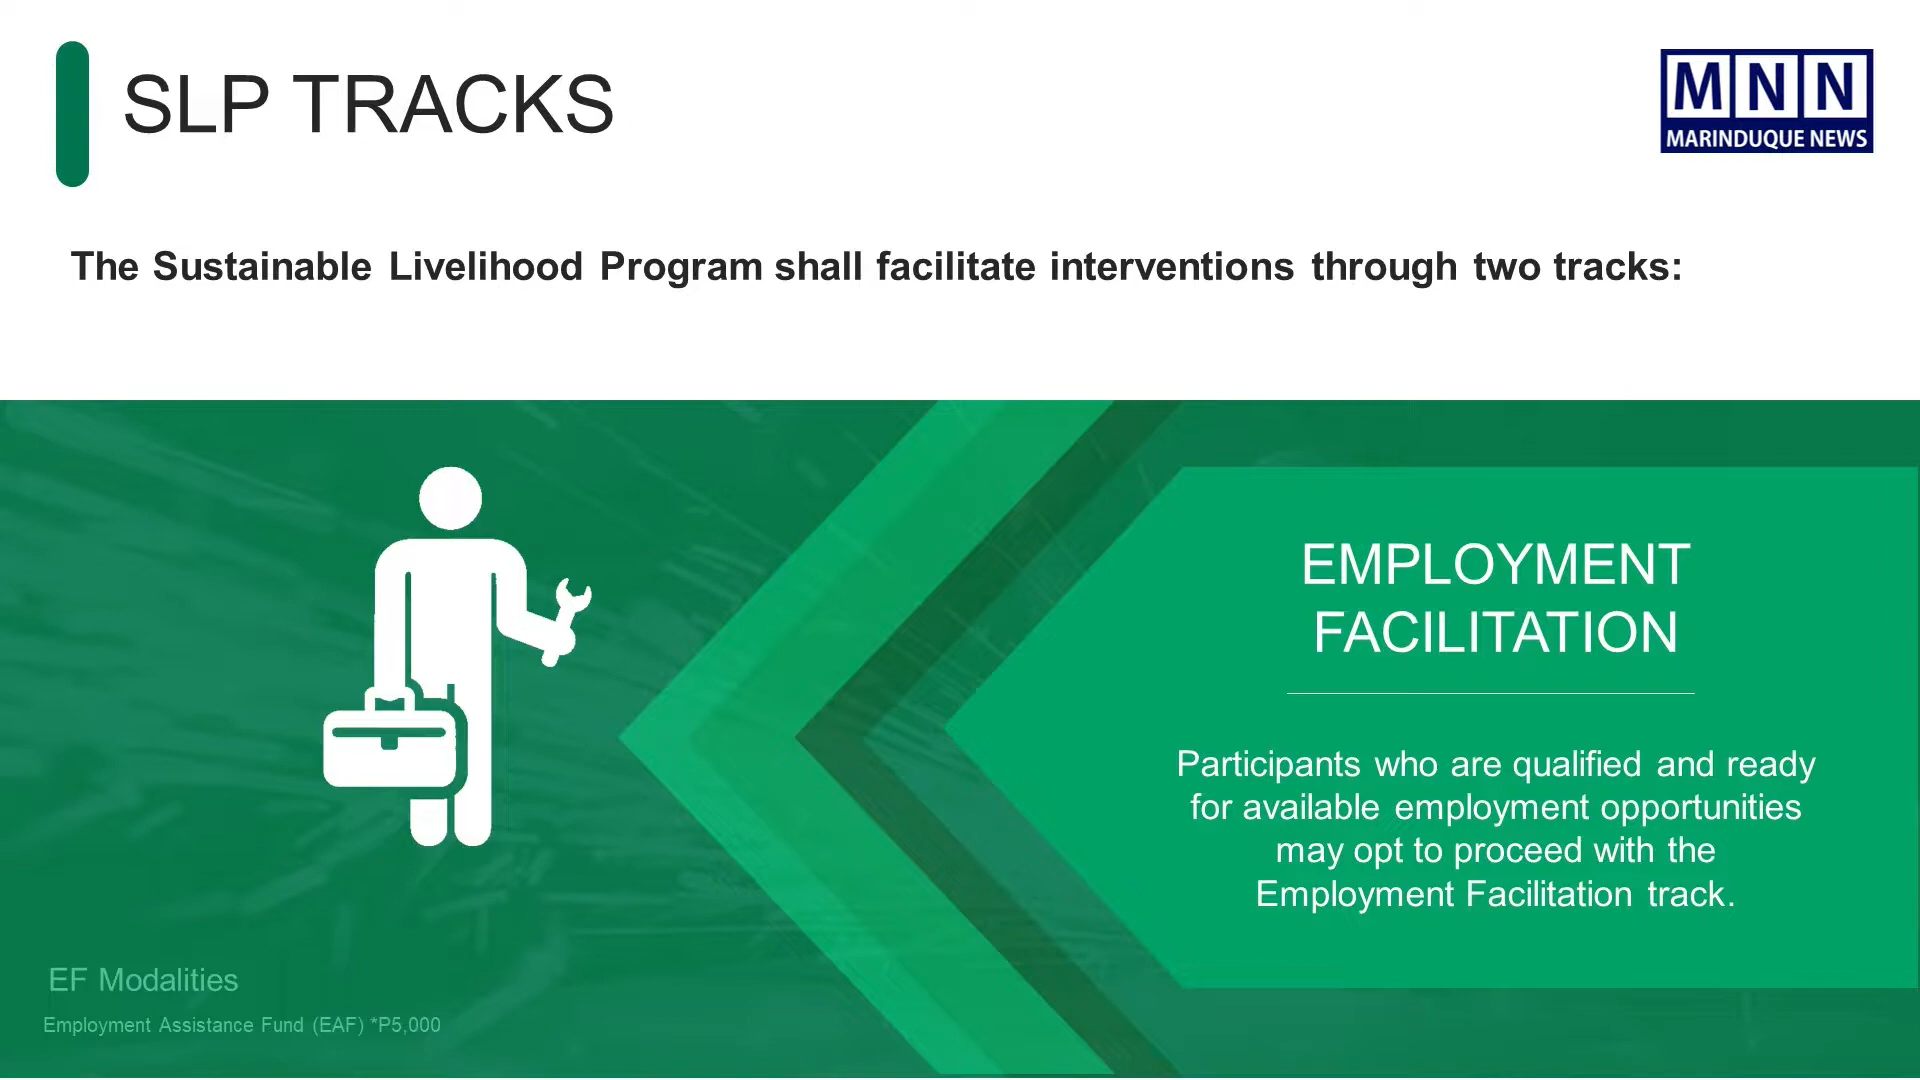 SLP TRACKS
MNN
MARINDUQUE NEWS
The Sustainable Livelihood Program shall facilitate interventions through two tracks:
EMPLOYMENT
FACILITATION
Participants who are qualified and ready
for available employment opportunities
may opt to proceed with the
Employment Facilitation track.
EF Modalities
Employment Assistance Fund (EAF) *P5,000